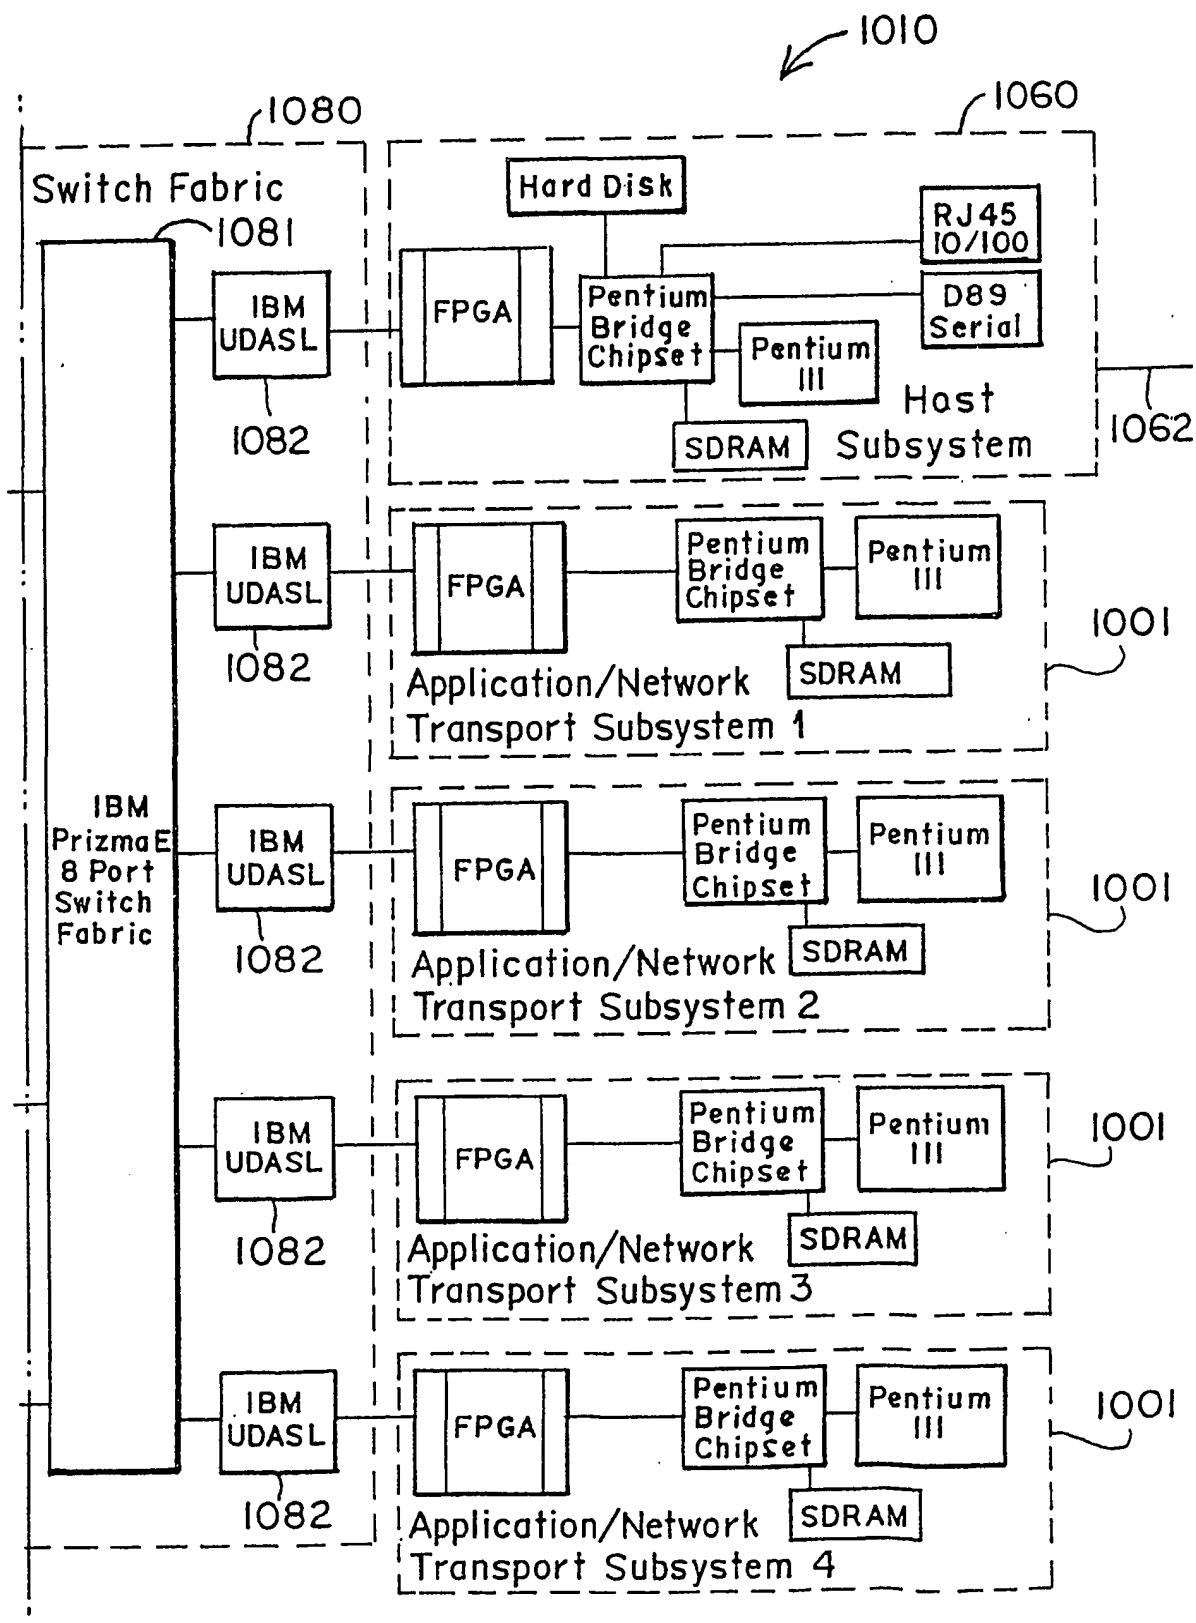 1010
1080
1060
Switch Fabric
1081
Hard Disk
RJ45
10/100
IBM
UDASL
FPGA
Pentium
Bridge
Chipset
D89
Serial
Pentium
III
1082
SDRAM
Host
Subsystem
1062
IBM
UDASL
FPGA
Pentium
Bridge
Chipset
Pentium
III
1082
SDRAM
1001
Application/Network
Transport Subsystem 1
IBM
PrizmaE
8 Port
Switch
Fabric
IBM
UDASL
FPGA
Pentium
Bridge
Chipset
Pentium
III
1082
SDRAM
1001
Application/Network
Transport Subsystem 2
IBM
UDASL
FPGA
Pentium
Bridge
Chipset
Pentium
III
1001
1082
SDRAM
Application/Network
Transport Subsystem 3
IBM
UDASL
FPGA
Pentium
Bridge
Chipset
Pentium
III
1001
1082
SDRAM
Application/Network
Transport Subsystem 4